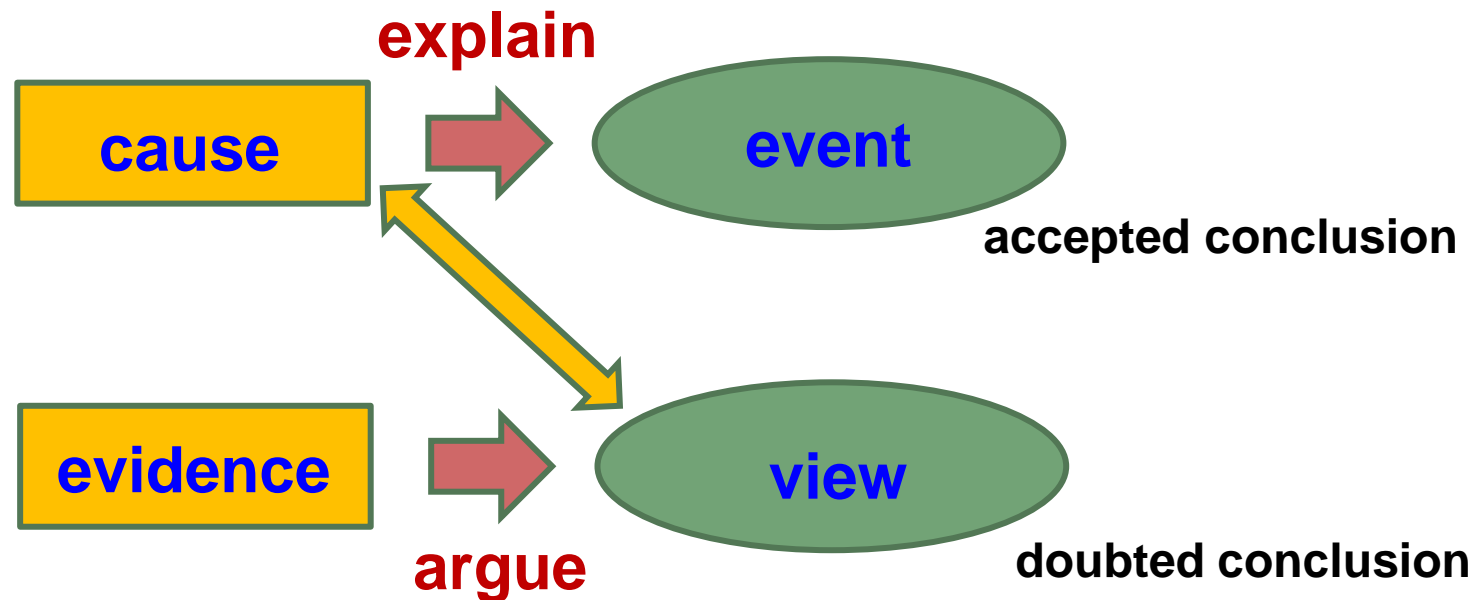 explain
cause
event
accepted conclusion
evidence
view
argue
doubted conclusion